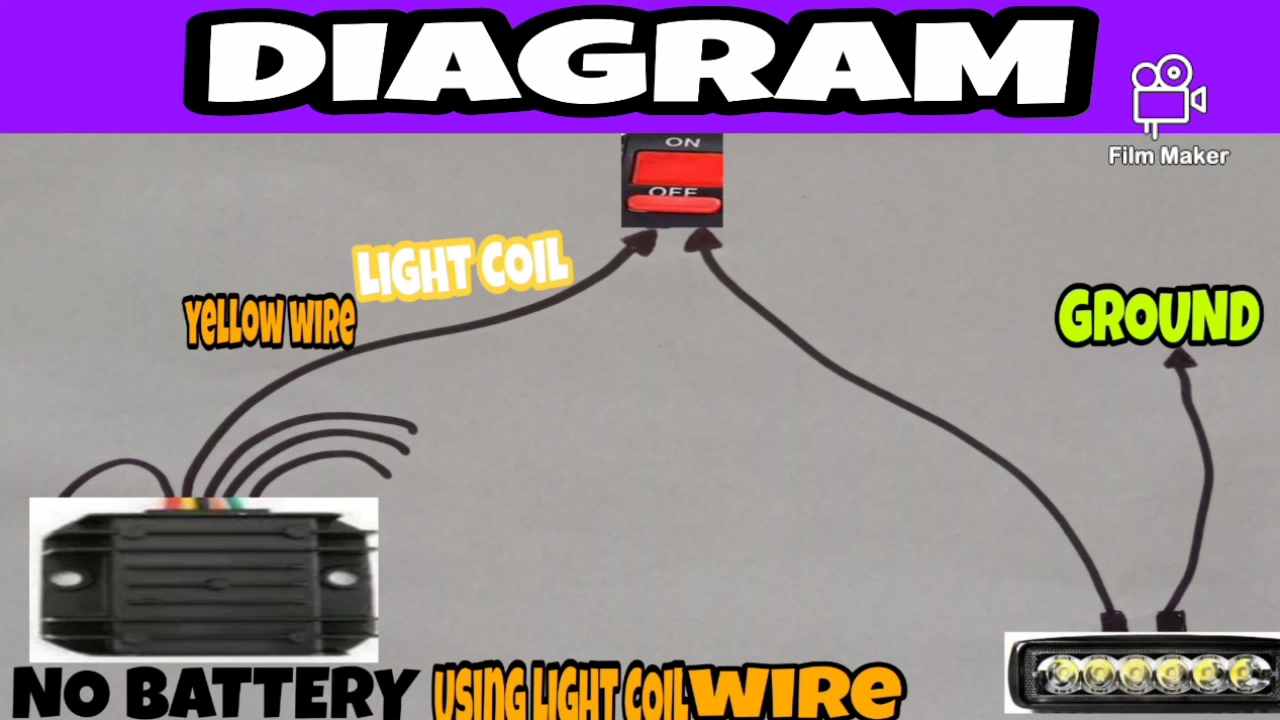 DIAGRAM
Film Maker
ON
OFF
LIGHT COIL
YeLLOW WIRe
GROUND
NO BATTERY USING LIGHT COIL WIRe